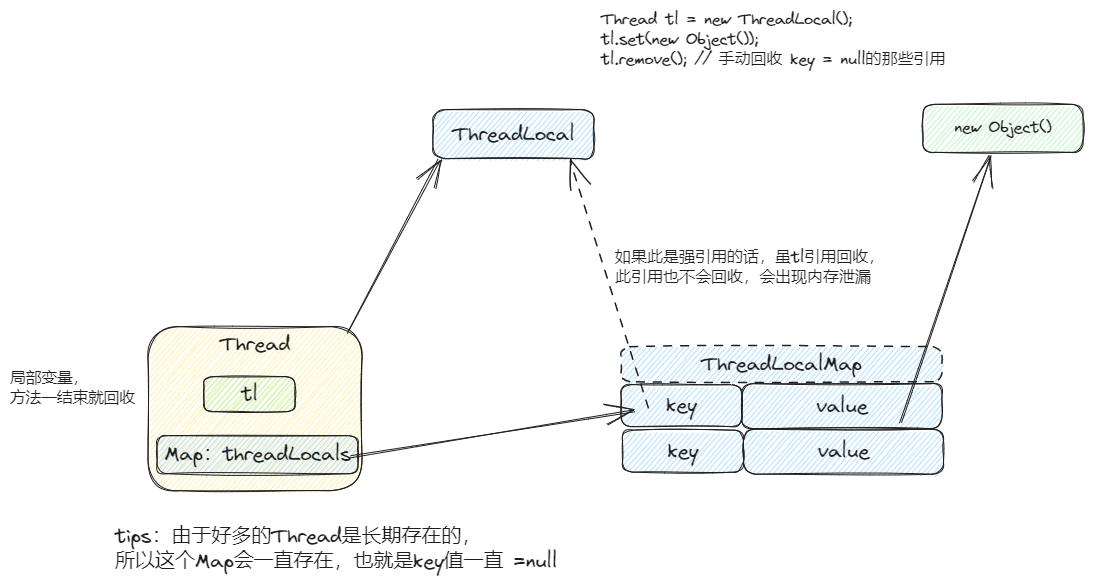 Thread tl = new ThreadLocal();
tl.set(new Object());
tl.remove(); // 手动回收 key = null的那些引用
ThreadLocal
new Object()
如果此是强引用的话，虽tl引用回收，
此引用也不会回收，会出现内存泄漏
Thread
ThreadLocalMap
局部变量，
方法一结束就回收
tl
key
value
Map：threadLocals
key
value
tips：由于好多的Thread是长期存在的，
所以这个Map会一直存在，也就是key值一直 =null